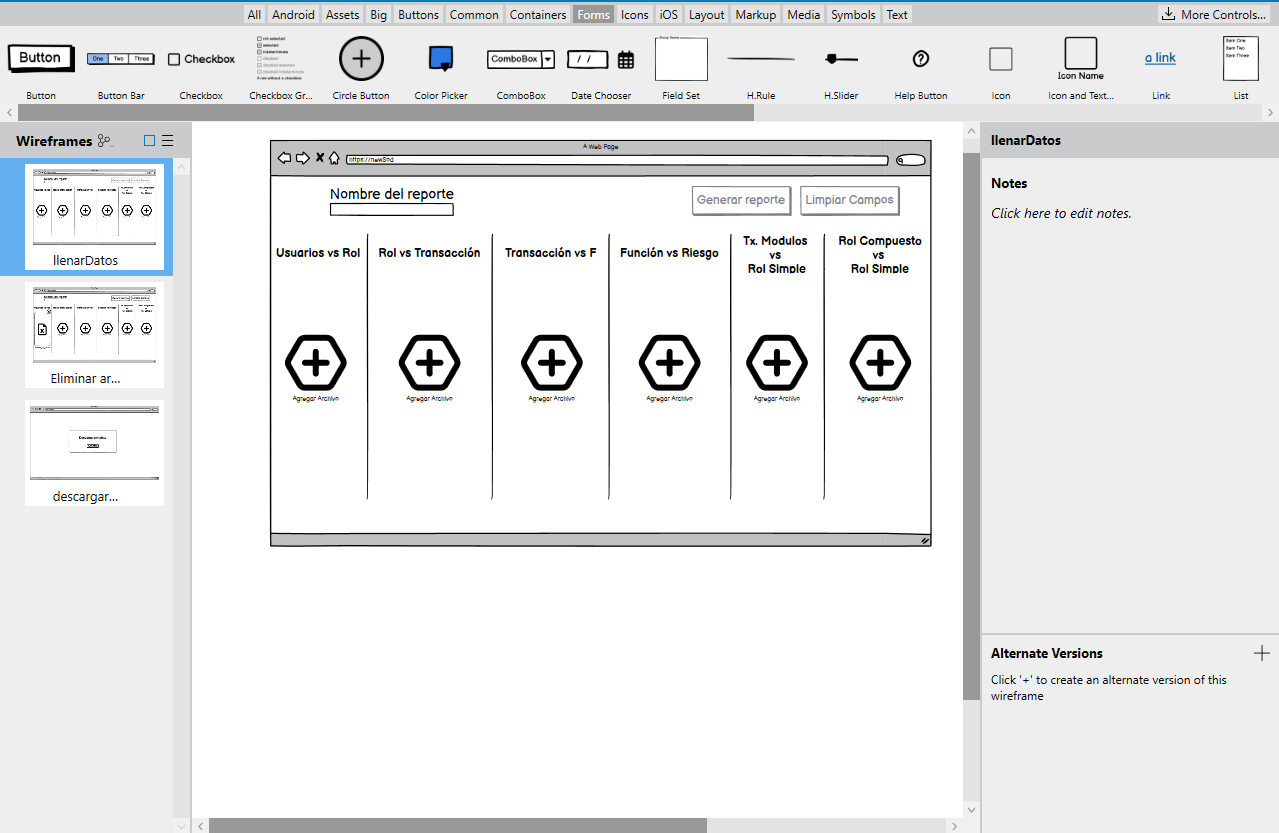 All Android Assets Big Buttons Common Containers Forms Icons iOS Layout Markup Media Symbols Text More Controls...
Button One Two Three Checkbox ComboBox / / a link
Icon Name
Item One
Item Two
Item Three
Button Button Bar Checkbox Checkbox Gr... Circle Button Color Picker ComboBox Date Chooser Field Set H.Rule H.Slider Help Button Icon Icon and Text... Link List
Wireframes
llenarDatos
Eliminar ar...
descargar...
A Web Page
https://newSnd
Nombre del reporte
Generar reporte Limpiar Campos
Usuarios vs Rol
Rol vs Transacción
Transacción vs F
Función vs Riesgo
Tx. Modulos
vs
Rol Simple
Rol Compuesto
vs
Rol Simple
Agregar Archivo Agregar Archivo Agregar Archivo Agregar Archivo Agregar Archivo Agregar Archivo
llenarDatos
Notes
Click here to edit notes.
Alternate Versions
Click '+' to create an alternate version of this
wireframe